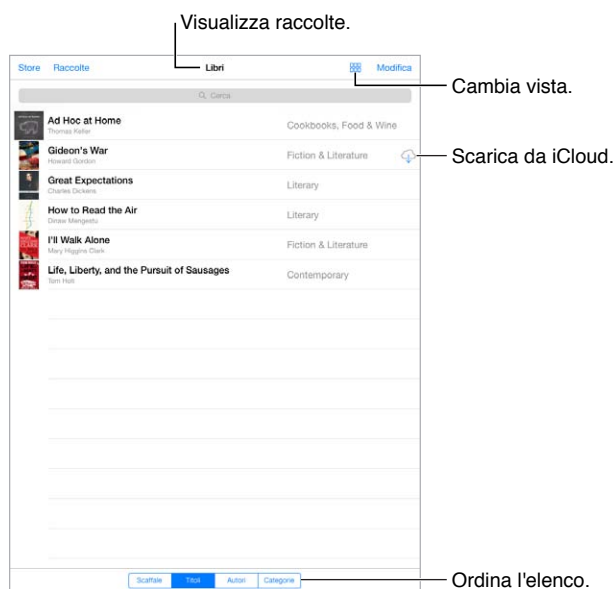 Visualizza raccolte.
Store Raccolte Libri Modifica
Cambia vista.
Cerca
Ad Hoc at Home
Thomas Keller
Cookbooks, Food & Wine
Gideon's War
Howard Gordon
Fiction & Literature
Scarica da iCloud.
Great Expectations
Charles Dickens
Literary
How to Read the Air
Dinaw Mengestu
Literary
I'll Walk Alone
Mary Higgins Clark
Fiction & Literature
Life, Liberty, and the Pursuit of Sausages
Tom Holt
Contemporary
Scaffale Titoli Autori Categorie
Ordina l'elenco.